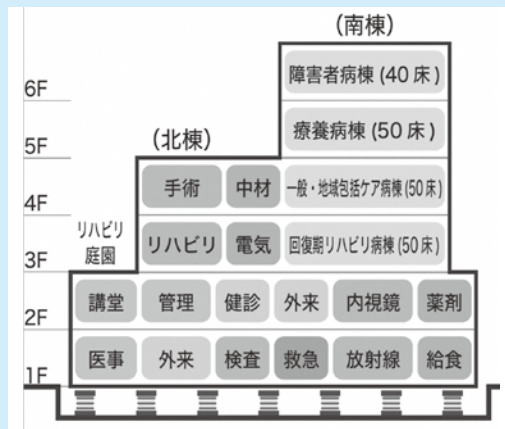 (南棟)
6F
障害者病棟(40床)
5F
療養病棟(50床)
(北棟)
4F
手術 中材 一般・地域包括ケア病棟(50床)
リハビリ
庭園
3F
リハビリ 電気 回復期リハビリ病棟(50床)
2F
講堂 管理 健診 外来 内視鏡 薬剤
1F
医事 外来 検査 救急 放射線 給食